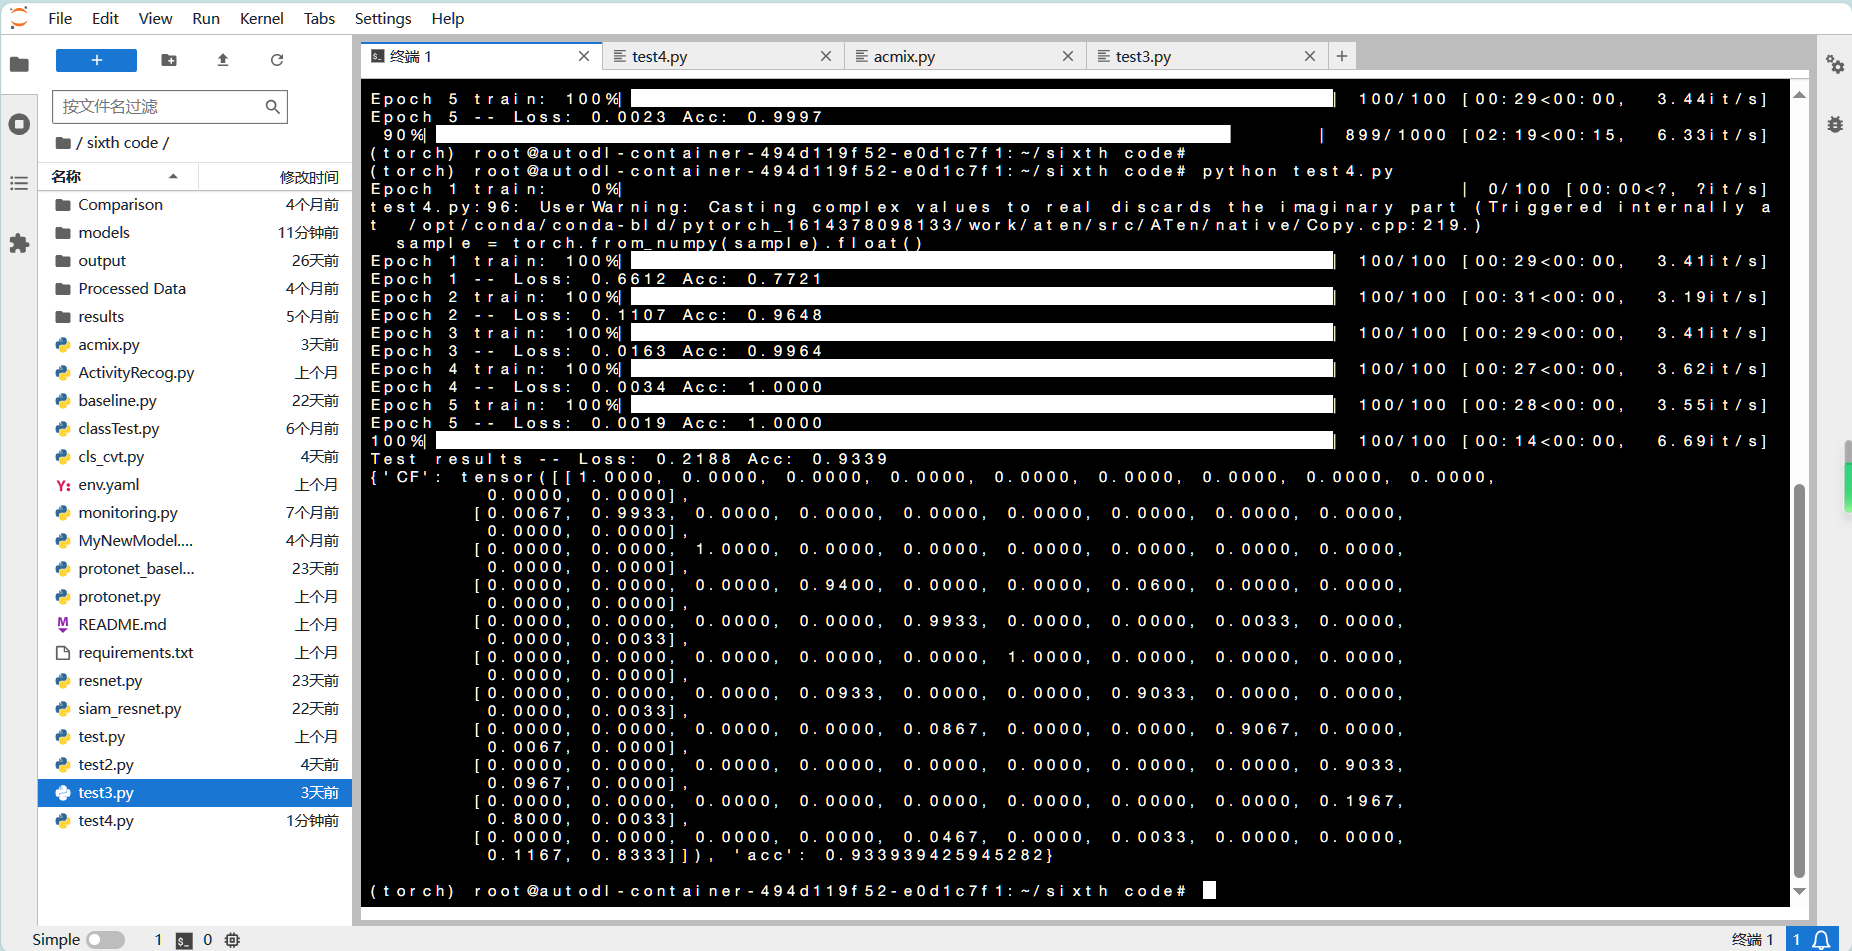 File Edit View Run Kernel Tabs Settings Help
+
按文件名过滤
/ sixth code /
名称 修改时间
Comparison 4个月前
models 11分钟前
output 26天前
Processed Data 4个月前
results 5个月前
acmix.py 3天前
ActivityRecog.py 上个月
baseline.py 22天前
classTest.py 6个月前
cls_cvt.py 4天前
env.yaml 上个月
monitoring.py 7个月前
MyNewModel.... 4个月前
protonet_basel... 23天前
protonet.py 上个月
README.md 上个月
requirements.txt 上个月
resnet.py 23天前
siam_resnet.py 22天前
test.py 上个月
test2.py 4天前
test3.py 3天前
test4.py 1分钟前
终端 1 test4.py acmix.py test3.py +
Epoch 5 train: 100%| | 100/100 [00:29<00:00, 3.44it/s]
Epoch 5 -- Loss: 0.0023 Acc: 0.9997
90%| | 899/1000 [02:19<00:15, 6.33it/s]
(torch) root@autodl-container-494d119f52-e0d1c7f1:~/sixth code#
(torch) root@autodl-container-494d119f52-e0d1c7f1:~/sixth code# python test4.py
Epoch 1 train: 0%| | 0/100 [00:00<?, ?it/s]
test4.py:96: UserWarning: Casting complex values to real discards the imaginary part (Triggered internally a
t /opt/conda/conda-bld/pytorch_1614378098133/work/aten/src/ATen/native/Copy.cpp:219.)
sample = torch.from_numpy(sample).float()
Epoch 1 train: 100%| | 100/100 [00:29<00:00, 3.41it/s]
Epoch 1 -- Loss: 0.6612 Acc: 0.7721
Epoch 2 train: 100%| | 100/100 [00:31<00:00, 3.19it/s]
Epoch 2 -- Loss: 0.1107 Acc: 0.9648
Epoch 3 train: 100%| | 100/100 [00:29<00:00, 3.41it/s]
Epoch 3 -- Loss: 0.0163 Acc: 0.9964
Epoch 4 train: 100%| | 100/100 [00:27<00:00, 3.62it/s]
Epoch 4 -- Loss: 0.0034 Acc: 1.0000
Epoch 5 train: 100%| | 100/100 [00:28<00:00, 3.55it/s]
Epoch 5 -- Loss: 0.0019 Acc: 1.0000
100%| | 100/100 [00:14<00:00, 6.69it/s]
Test results -- Loss: 0.2188 Acc: 0.9339
{'CF': tensor([[1.0000, 0.0000, 0.0000, 0.0000, 0.0000, 0.0000, 0.0000, 0.0000, 0.0000,
0.0000, 0.0000],
[0.0067, 0.9933, 0.0000, 0.0000, 0.0000, 0.0000, 0.0000, 0.0000, 0.0000,
0.0000, 0.0000],
[0.0000, 0.0000, 1.0000, 0.0000, 0.0000, 0.0000, 0.0000, 0.0000, 0.0000,
0.0000, 0.0000],
[0.0000, 0.0000, 0.0000, 0.9400, 0.0000, 0.0000, 0.0600, 0.0000, 0.0000,
0.0000, 0.0000],
[0.0000, 0.0000, 0.0000, 0.0000, 0.9933, 0.0000, 0.0000, 0.0033, 0.0000,
0.0000, 0.0033],
[0.0000, 0.0000, 0.0000, 0.0000, 0.0000, 1.0000, 0.0000, 0.0000, 0.0000,
0.0000, 0.0000],
[0.0000, 0.0000, 0.0000, 0.0933, 0.0000, 0.0000, 0.9033, 0.0000, 0.0000,
0.0000, 0.0033],
[0.0000, 0.0000, 0.0000, 0.0000, 0.0867, 0.0000, 0.0000, 0.9067, 0.0000,
0.0067, 0.0000],
[0.0000, 0.0000, 0.0000, 0.0000, 0.0000, 0.0000, 0.0000, 0.0000, 0.9033,
0.0967, 0.0000],
[0.0000, 0.0000, 0.0000, 0.0000, 0.0000, 0.0000, 0.0000, 0.0000, 0.1967,
0.8000, 0.0033],
[0.0000, 0.0000, 0.0000, 0.0000, 0.0467, 0.0000, 0.0033, 0.0000, 0.0000,
0.1167, 0.8333]]), 'acc': 0.933939425945282}
(torch) root@autodl-container-494d119f52-e0d1c7f1:~/sixth code#
Simple 1 0 终端 1 1